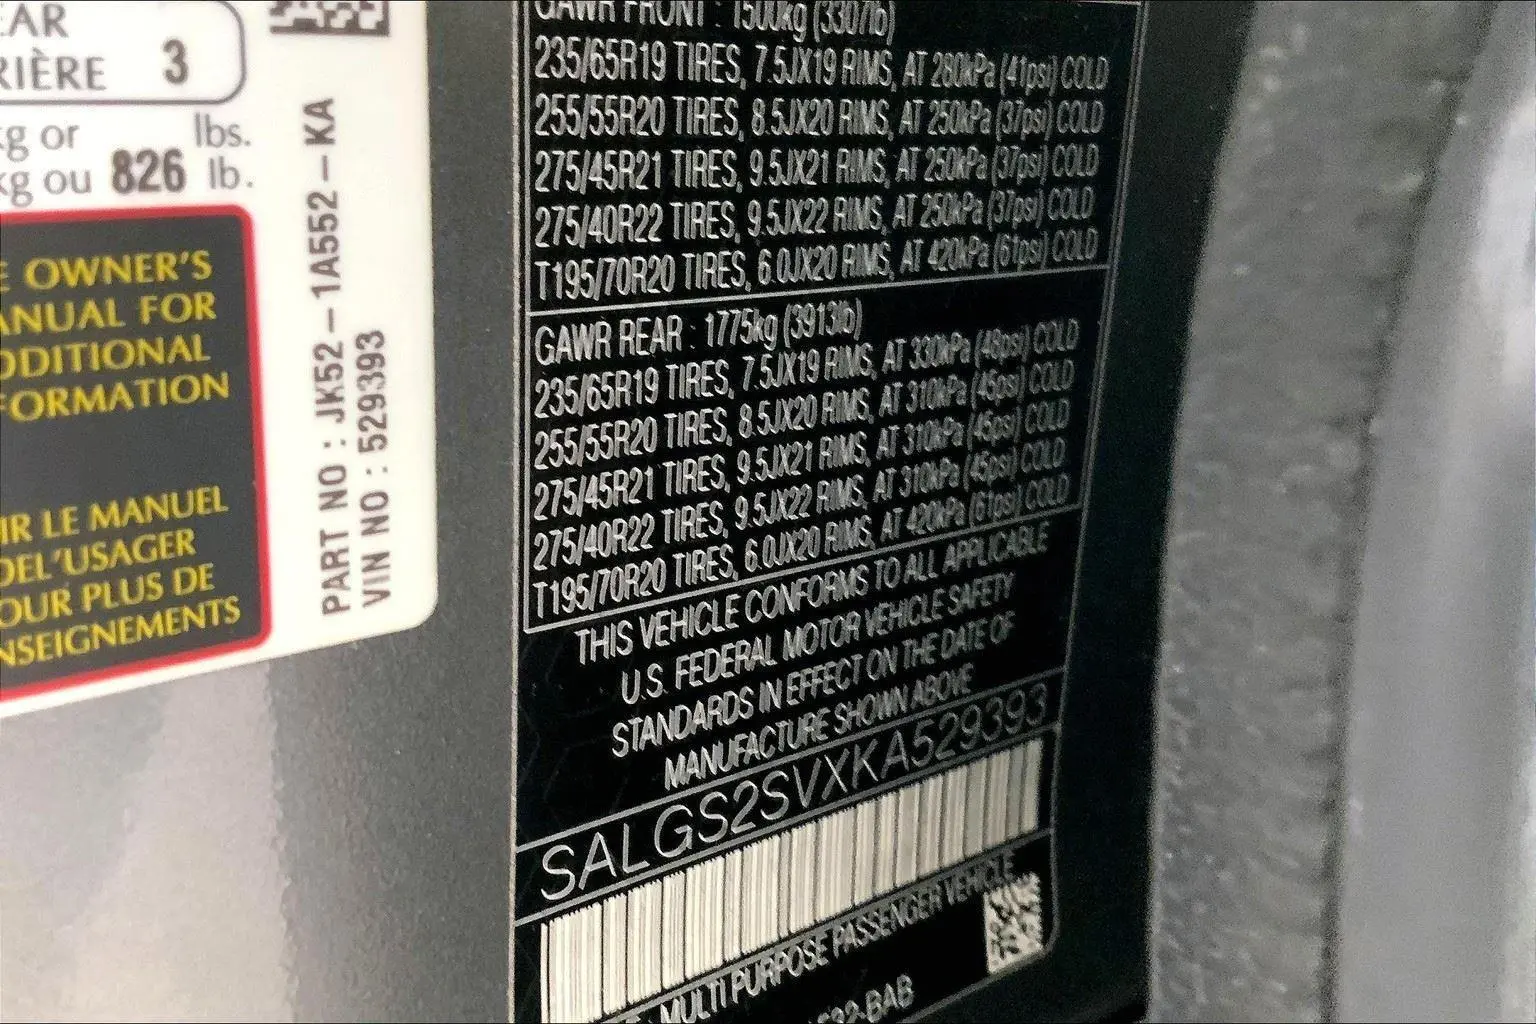 EAR
RIÈRE 3
kg or lbs.
kg ou 826 lb.
E OWNER'S
ANUAL FOR
DDITIONAL
FORMATION
IR LE MANUEL
DEL'USAGER
OUR PLUS DE
NSEIGNEMENTS
PART NO : JK52-1A552-KA
VIN NO : 529393
GAWR FRONT : 1500kg (3307lb)
235/65R19 TIRES, 7.5JX19 RIMS, AT 280kPa (41psi) COLD
255/55R20 TIRES, 8.5JX20 RIMS, AT 250kPa (37psi) COLD
275/45R21 TIRES, 9.5JX21 RIMS, AT 250kPa (37psi) COLD
275/40R22 TIRES, 9.5JX22 RIMS, AT 250kPa (37psi) COLD
T195/70R20 TIRES, 6.0JX20 RIMS, AT 420kPa (61psi) COLD
GAWR REAR : 1775kg (3913lb)
235/65R19 TIRES, 7.5JX19 RIMS, AT 330kPa (48psi) COLD
255/55R20 TIRES, 8.5JX20 RIMS, AT 310kPa (45psi) COLD
275/45R21 TIRES, 9.5JX21 RIMS, AT 310kPa (45psi) COLD
275/40R22 TIRES, 9.5JX22 RIMS, AT 310kPa (45psi) COLD
T195/70R20 TIRES, 6.0JX20 RIMS, AT 420kPa (61psi) COLD
THIS VEHICLE CONFORMS TO ALL APPLICABLE
U.S. FEDERAL MOTOR VEHICLE SAFETY
STANDARDS IN EFFECT ON THE DATE OF
MANUFACTURE SHOWN ABOVE
SALGS2SVXKA529393
MULTI PURPOSE PASSENGER VEHICLE
532-BAB